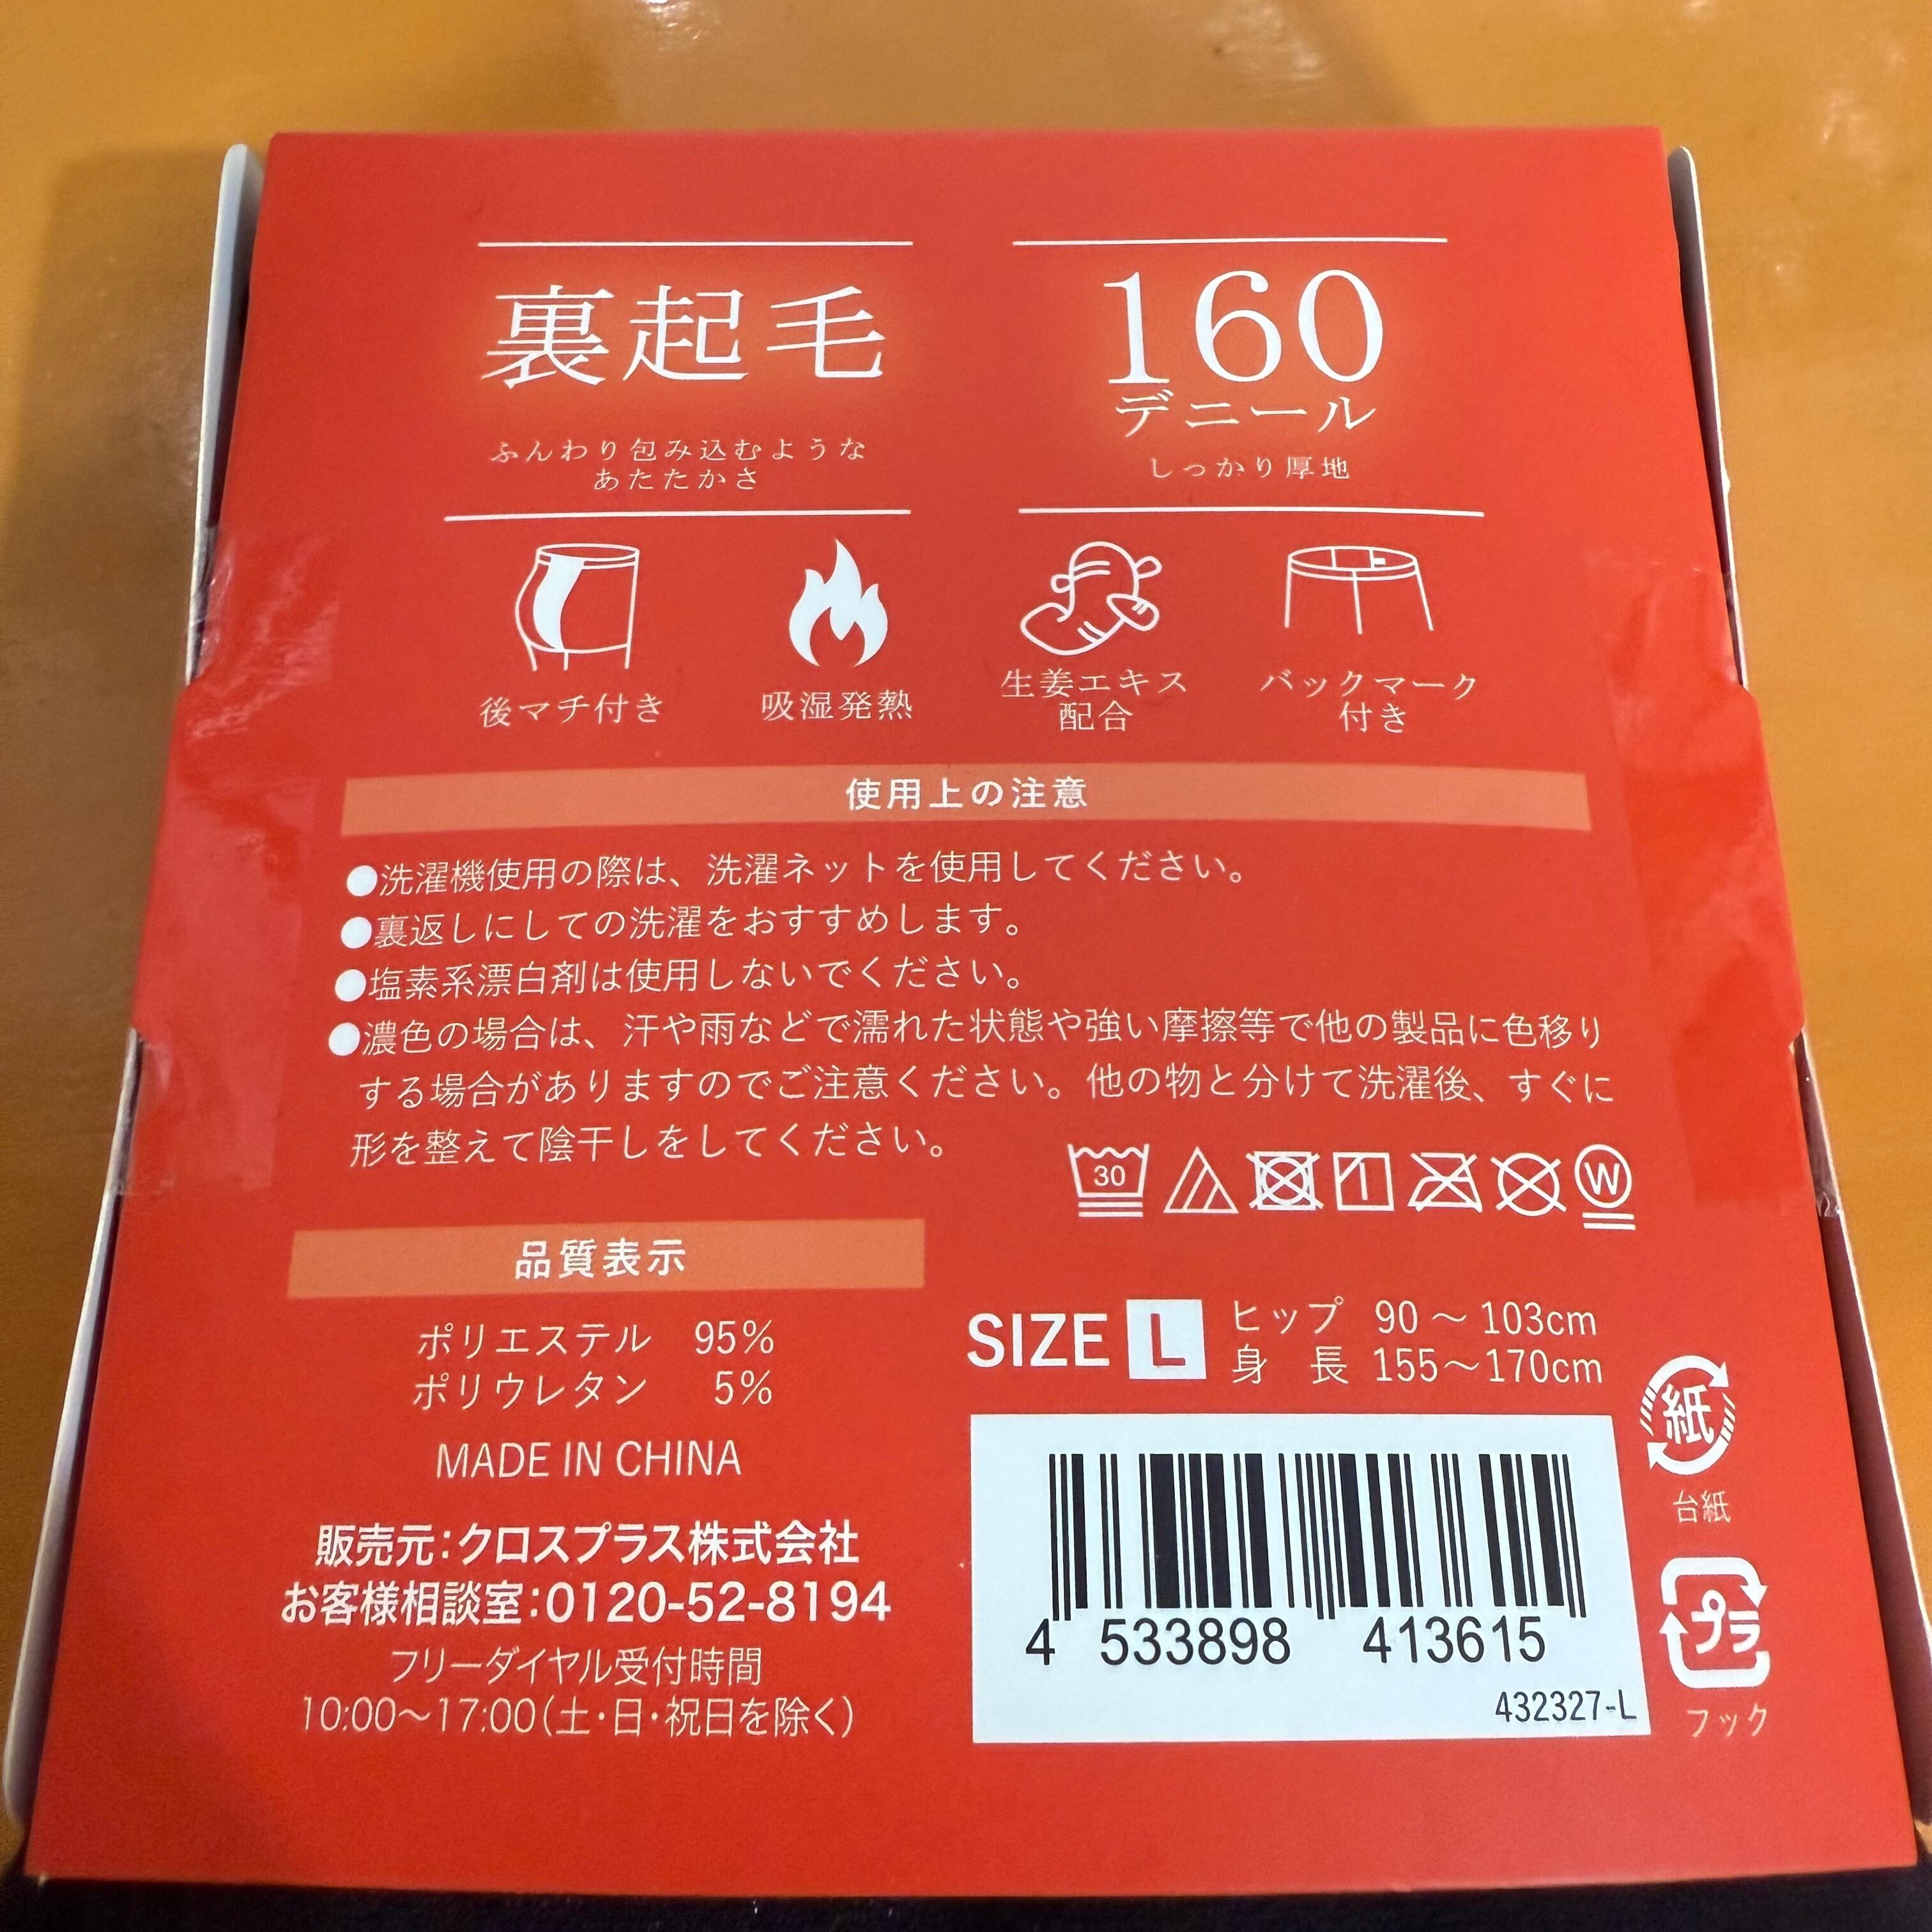 裏起毛
ふんわり包み込むような
あたたかさ
160
デニール
しっかり厚地
後マチ付き
吸湿発熱
生姜エキス
配合
バックマーク
付き
使用上の注意
●洗濯機使用の際は、洗濯ネットを使用してください。
●裏返しにしての洗濯をおすすめします。
●塩素系漂白剤は使用しないでください。
●濃色の場合は、汗や雨などで濡れた状態や強い摩擦等で他の製品に色移り
する場合がありますのでご注意ください。他の物と分けて洗濯後、すぐに
形を整えて陰干しをしてください。
30
W
品質表示
ポリエステル 95%
ポリウレタン 5%
MADE IN CHINA
販売元:クロスプラス株式会社
お客様相談室:0120-52-8194
フリーダイヤル受付時間
10:00〜17:00(土・日・祝日を除く)
SIZE L
ヒップ 90〜103cm
身 長 155〜170cm
4 533898 413615
432327-L
紙
台紙
プラ
フック